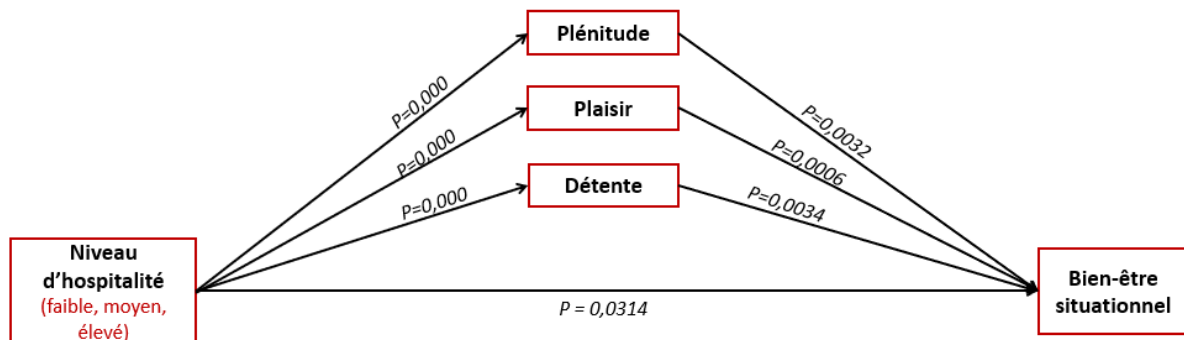 Plénitude
P=0,000
P=0,0032
Plaisir
P=0,000
P=0,0006
Détente
P=0,000
P=0,0034
Niveau
d’hospitalité
(faible, moyen,
élevé)
P = 0,0314
Bien-être
situationnel